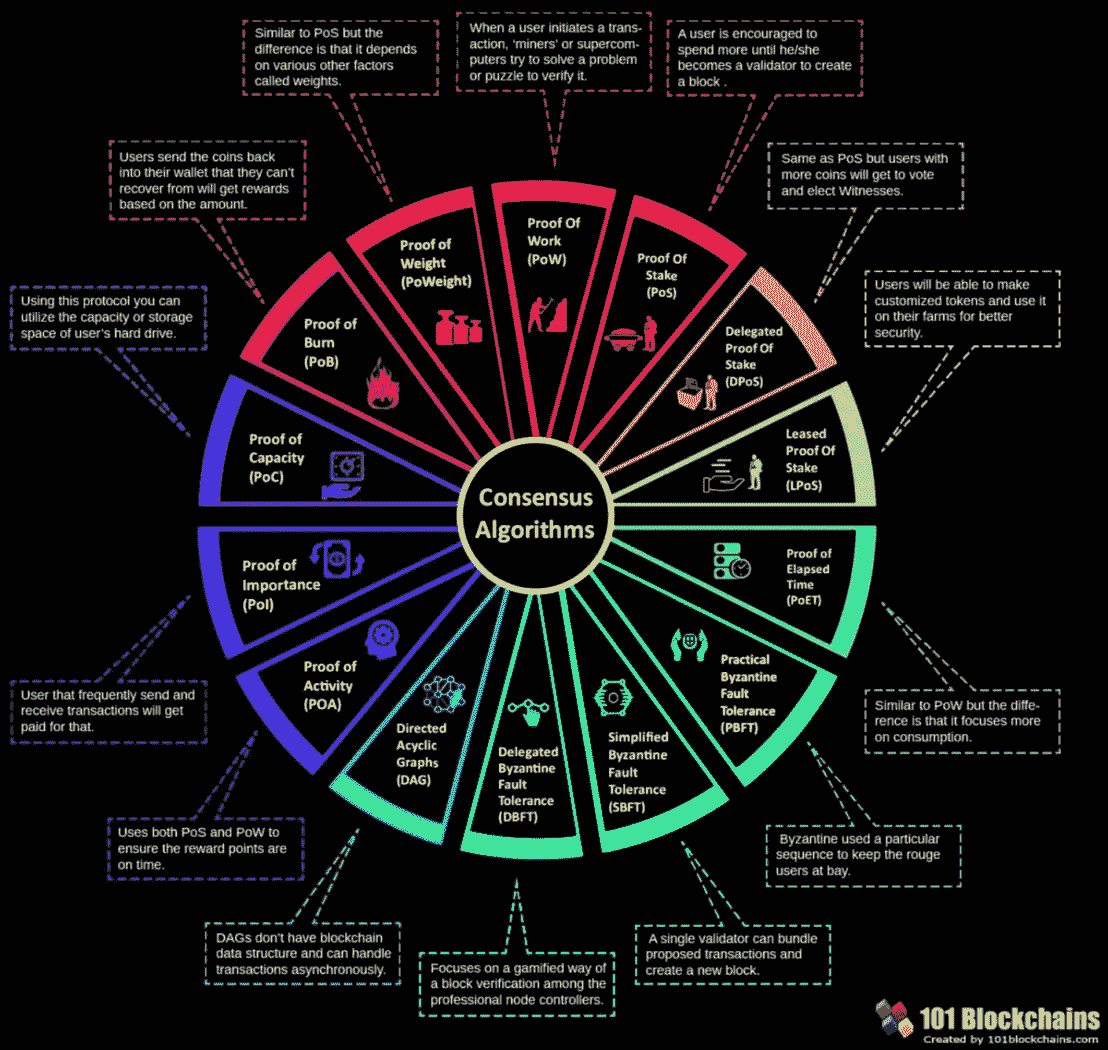 Similar to PoS but the
difference is that it depends
on various other factors
called weights.
When a user initiates a trans-
action, 'miners' or supercom-
puters try to solve a problem
or puzzle to verify it.
A user is encouraged to
spend more until he/she
becomes a validator to create
a block .
Users send the coins back
into their wallet that they can't
recover from will get rewards
based on the amount.
Same as PoS but users with
more coins will get to vote
and elect Witnesses.
Using this protocol you can
utilize the capacity or storage
space of user's hard drive.
Users will be able to make
customized tokens and use it
on their farms for better
security.
Proof of
Weight
(PoWeight)
Proof Of
Work
(PoW)
Proof Of
Stake
(PoS)
Proof of
Burn
(PoB)
Delegated
Proof Of
Stake
(DPoS)
Proof of
Capacity
(PoC)
Leased
Proof Of
Stake
(LPoS)
Consensus
Algorithms
Proof of
Importance
(PoI)
Proof of
Elapsed
Time
(PoET)
Proof of
Activity
(POA)
Practical
Byzantine
Fault
Tolerance
(PBFT)
Directed
Acyclic
Graphs
(DAG)
Delegated
Byzantine
Fault
Tolerance
(DBFT)
Simplified
Byzantine
Fault
Tolerance
(SBFT)
User that frequently send and
receive transactions will get
paid for that.
Similar to PoW but the diffe-
rence is that it focuses more
on consumption.
Uses both PoS and PoW to
ensure the reward points are
on time.
Byzantine used a particular
sequence to keep the rouge
users at bay.
DAGs don't have blockchain
data structure and can handle
transactions asynchronously.
Focuses on a gamified way of
a block verification among the
professional node controllers.
A single validator can bundle
proposed transactions and
create a new block.
101 Blockchains
Created by 101blockchains.com